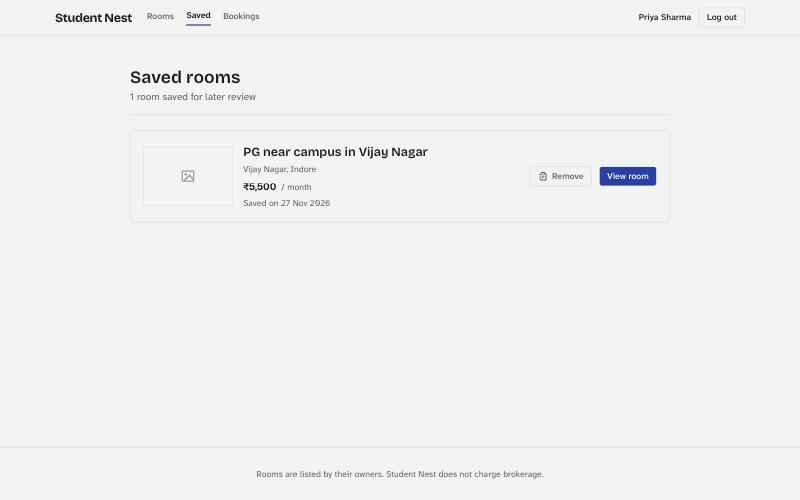 Student Nest
Rooms
Saved
Bookings
Priya Sharma
Log out
Saved rooms
1 room saved for later review
PG near campus in Vijay Nagar
Vijay Nagar, Indore
₹5,500 / month
Saved on 27 Nov 2026
Remove
View room
Rooms are listed by their owners. Student Nest does not charge brokerage.